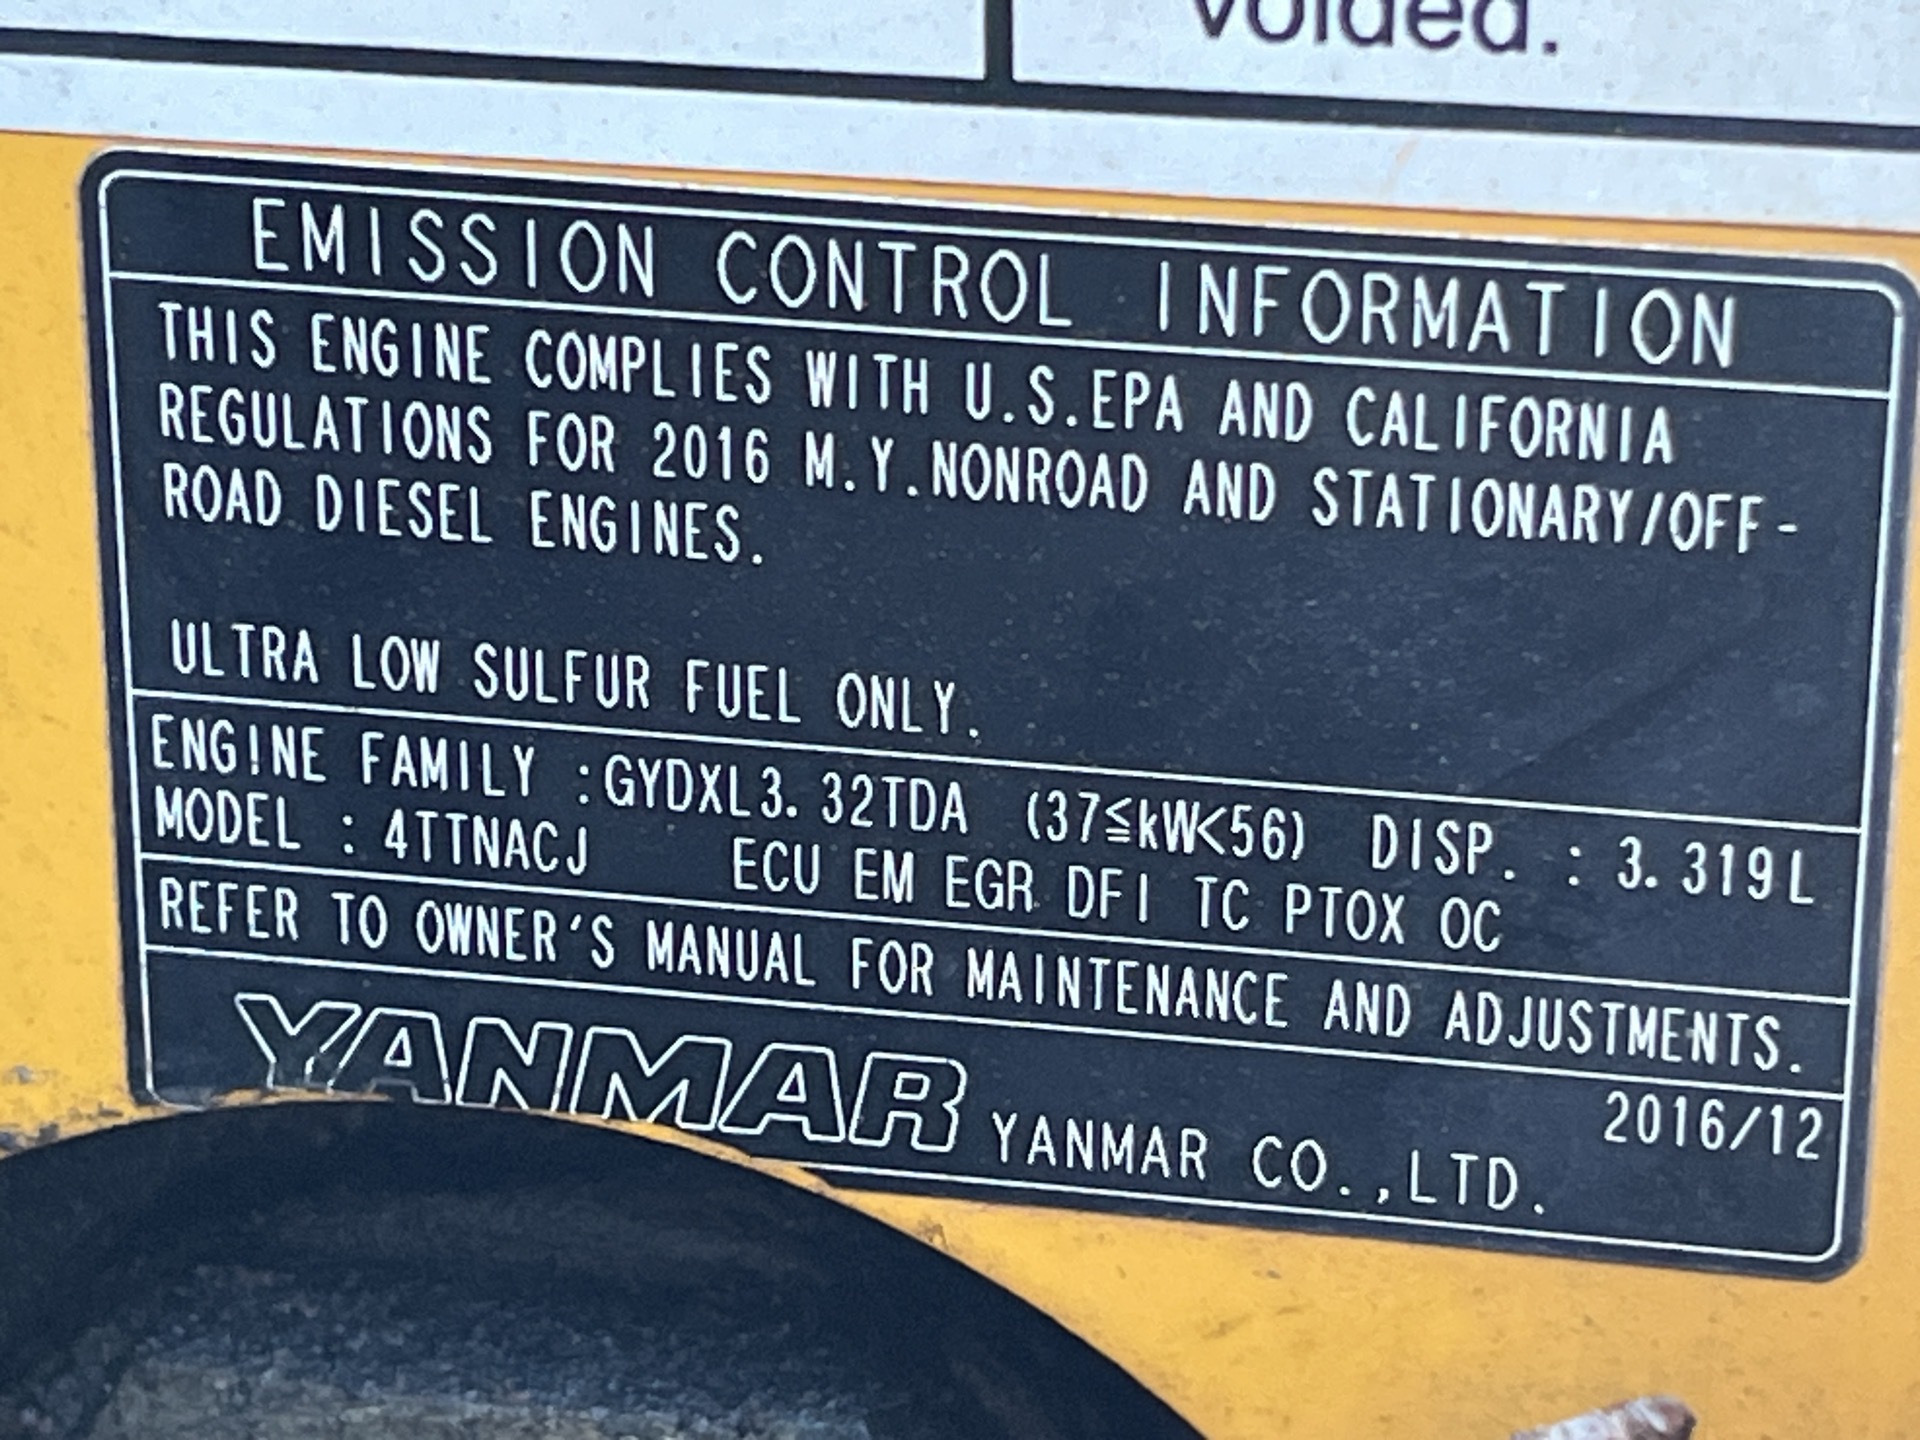 voided.
EMISSION CONTROL INFORMATION
THIS ENGINE COMPLIES WITH U.S.EPA AND CALIFORNIA
REGULATIONS FOR 2016 M.Y.NONROAD AND STATIONARY/OFF-
ROAD DIESEL ENGINES.
ULTRA LOW SULFUR FUEL ONLY.
ENGINE FAMILY :GYDXL3.32TDA (37≦kW<56) DISP. : 3.319L
MODEL : 4TTNACJ ECU EM EGR DFI TC PTOX OC
REFER TO OWNER'S MANUAL FOR MAINTENANCE AND ADJUSTMENTS.
2016/12
YANMAR YANMAR CO.,LTD.